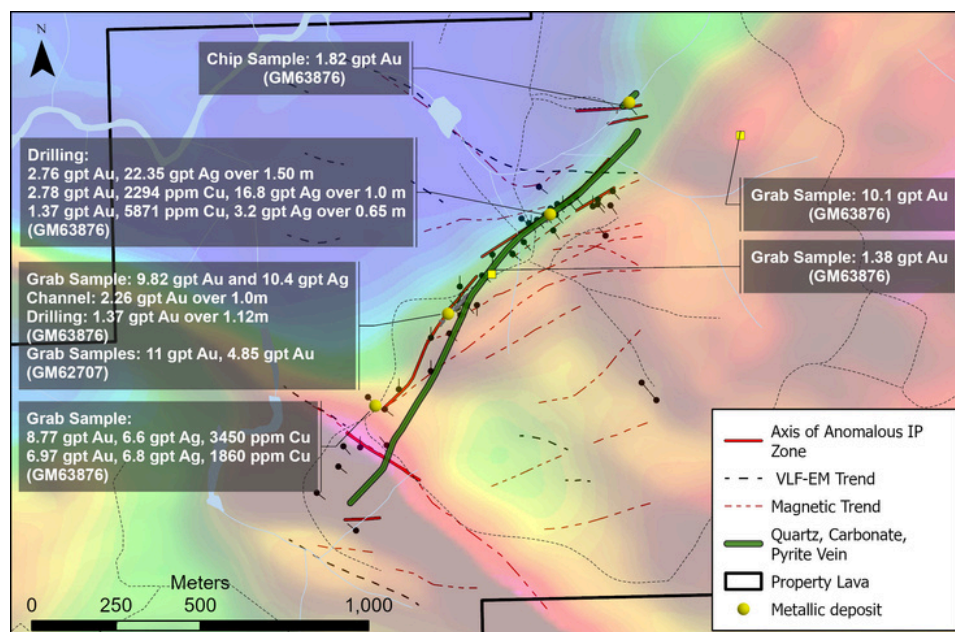 N
Chip Sample: 1.82 gpt Au
(GM63876)
Drilling:
2.76 gpt Au, 22.35 gpt Ag over 1.50 m
2.78 gpt Au, 2294 ppm Cu, 16.8 gpt Ag over 1.0 m
1.37 gpt Au, 5871 ppm Cu, 3.2 gpt Ag over 0.65 m
(GM63876)
Grab Sample: 10.1 gpt Au
(GM63876)
Grab Sample: 1.38 gpt Au
(GM63876)
Grab Sample: 9.82 gpt Au and 10.4 gpt Ag
Channel: 2.26 gpt Au over 1.0m
Drilling: 1.37 gpt Au over 1.12m
(GM63876)
Grab Samples: 11 gpt Au, 4.85 gpt Au
(GM62707)
Grab Sample:
8.77 gpt Au, 6.6 gpt Ag, 3450 ppm Cu
6.97 gpt Au, 6.8 gpt Ag, 1860 ppm Cu
(GM63876)
Axis of Anomalous IP
Zone
VLF-EM Trend
Magnetic Trend
Quartz, Carbonate,
Pyrite Vein
Property Lava
Metallic deposit
Meters
0 250 500 1,000